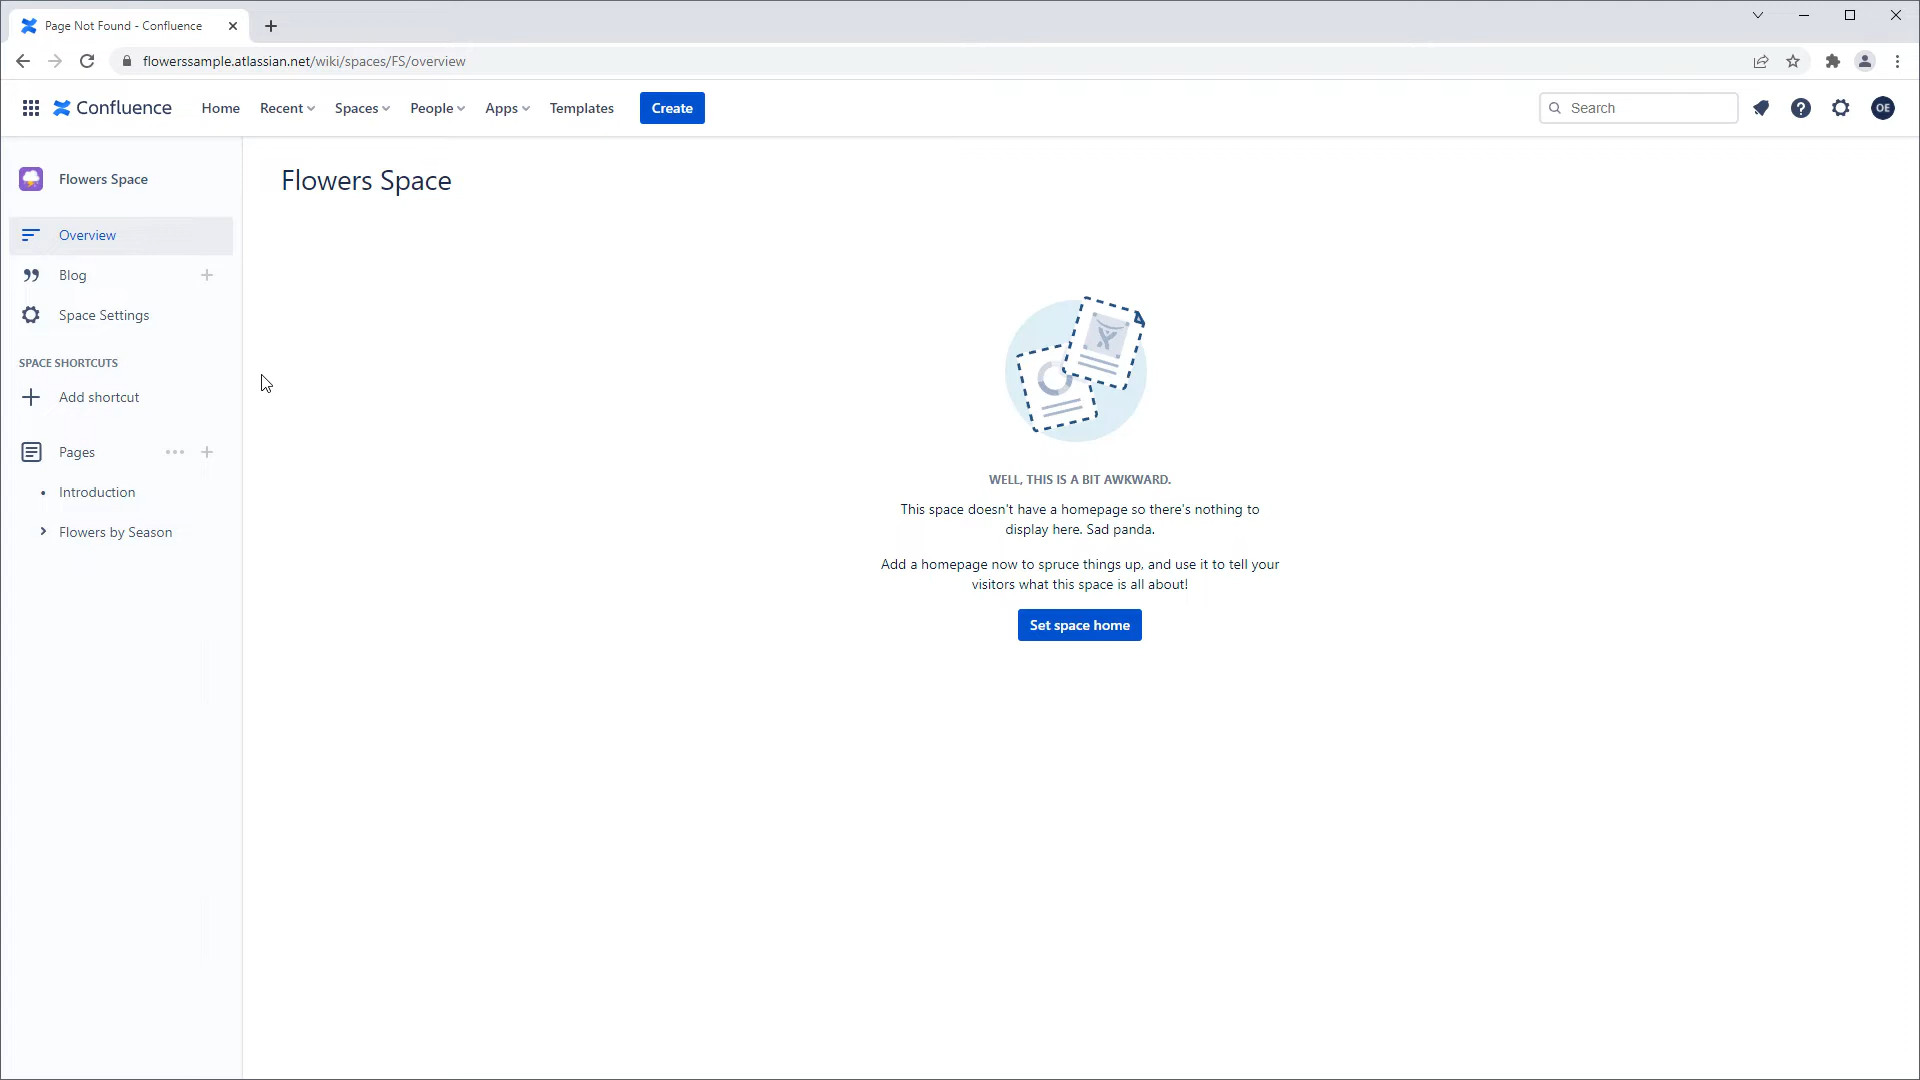 Page Not Found - Confluence
flowerssample.atlassian.net/wiki/spaces/FS/overview
Confluence Home Recent Spaces People Apps Templates Create Search OE
Flowers Space
Flowers Space
Overview
Blog
Space Settings
SPACE SHORTCUTS
Add shortcut
Pages
Introduction
Flowers by Season
WELL, THIS IS A BIT AWKWARD.
This space doesn't have a homepage so there's nothing to
display here. Sad panda.
Add a homepage now to spruce things up, and use it to tell your
visitors what this space is all about!
Set space home